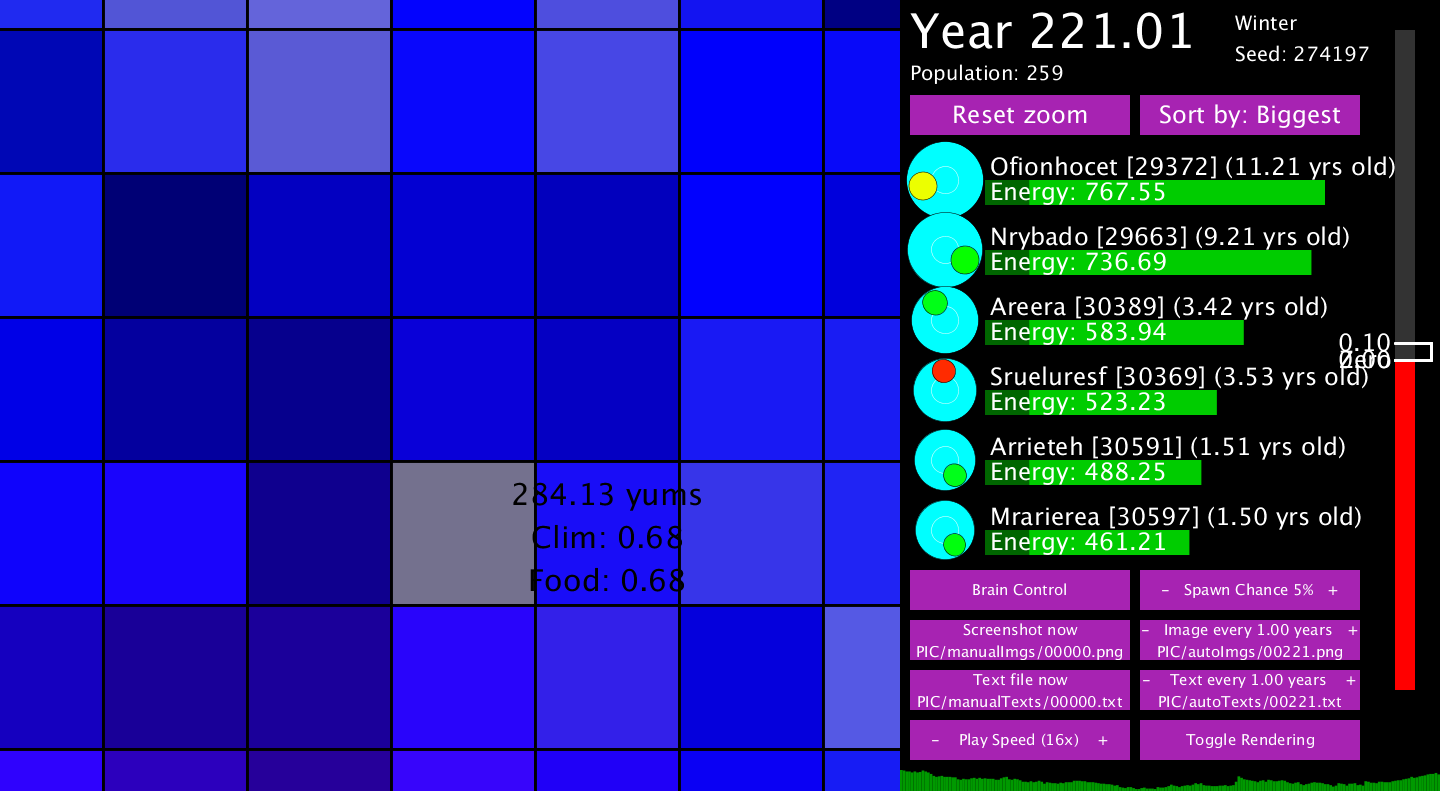 Year 221.01
Winter
Seed: 274197
Population: 259
Reset zoom
Sort by: Biggest
Ofionhocet [29372] (11.21 yrs old)
Energy: 767.55
Nrybado [29663] (9.21 yrs old)
Energy: 736.69
Areera [30389] (3.42 yrs old)
Energy: 583.94
0.10
Srueluresf [30369] (3.53 yrs old)
Energy: 523.23
Arrieteh [30591] (1.51 yrs old)
Energy: 488.25
Mrarierea [30597] (1.50 yrs old)
Energy: 461.21
284.13 yums
Clim: 0.68
Food: 0.68
Brain Control
- Spawn Chance 5% +
Screenshot now
PIC/manualImgs/00000.png
- Image every 1.00 years +
PIC/autoImgs/00221.png
Text file now
PIC/manualTexts/00000.txt
- Text every 1.00 years +
PIC/autoTexts/00221.txt
- Play Speed (16x) +
Toggle Rendering